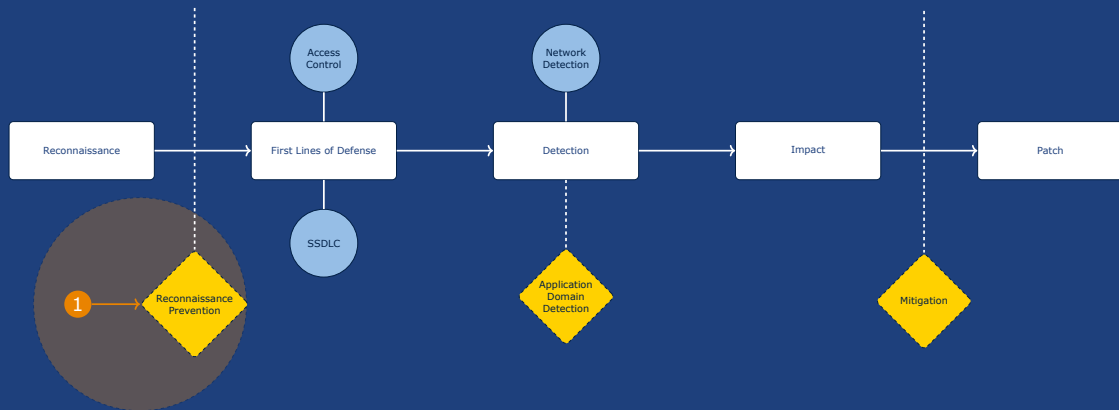 Access
Control
Network
Detection
Reconnaissance
First Lines of Defense
Detection
Impact
Patch
SSDLC
1
Reconnaissance
Prevention
Application
Domain
Detection
Mitigation